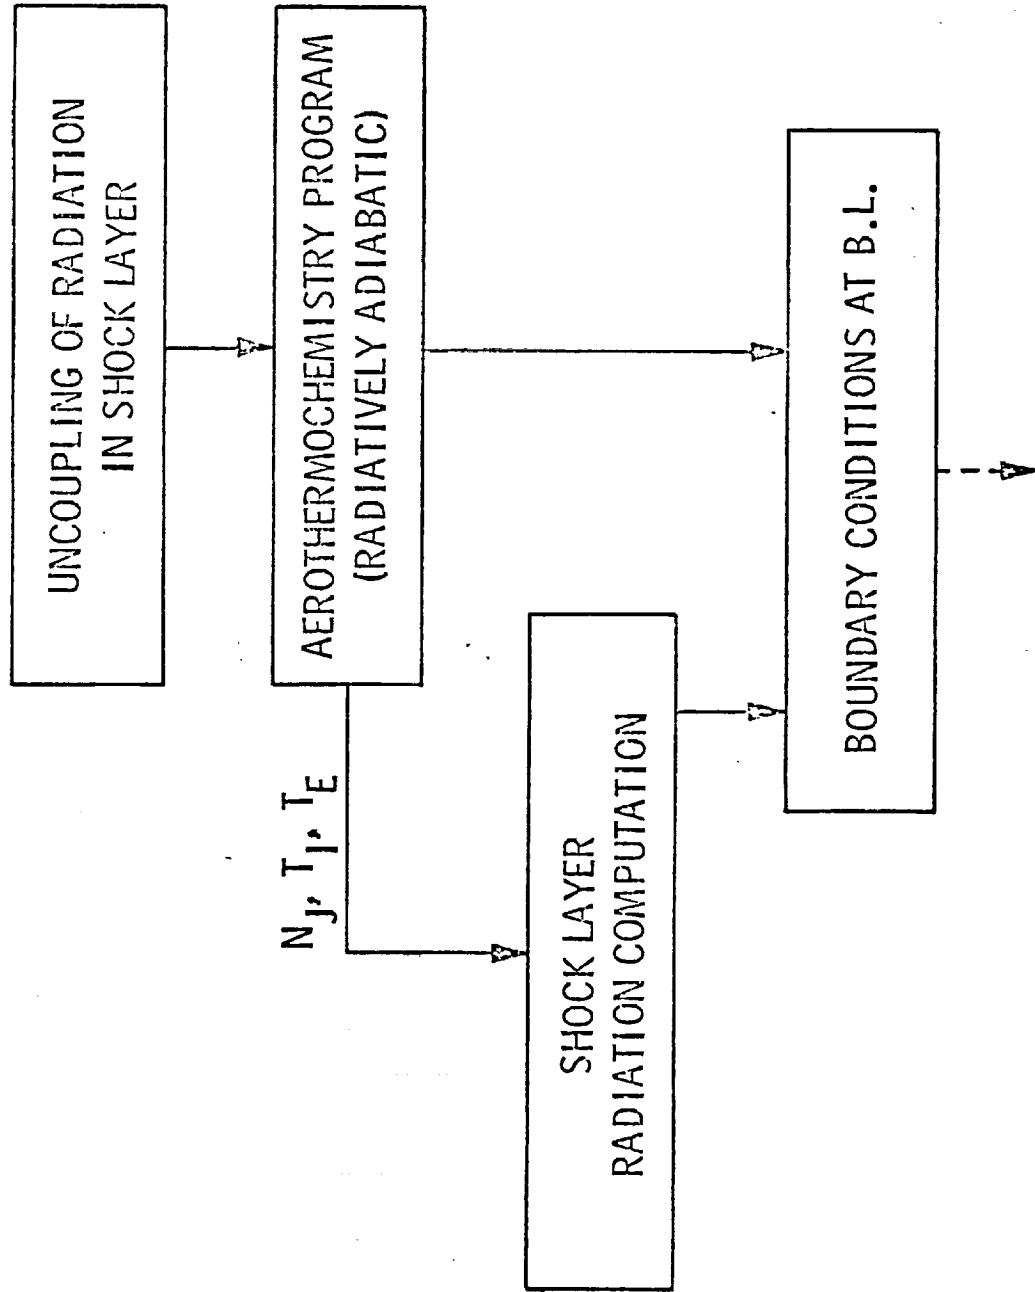 UNCOUPLING OF RADIATION
IN SHOCK LAYER
AEROTHERMOCHEMISTRY PROGRAM
(RADIATIVELY ADIABATIC)
N_J, T_I, T_E
SHOCK LAYER
RADIATION COMPUTATION
BOUNDARY CONDITIONS AT B.L.